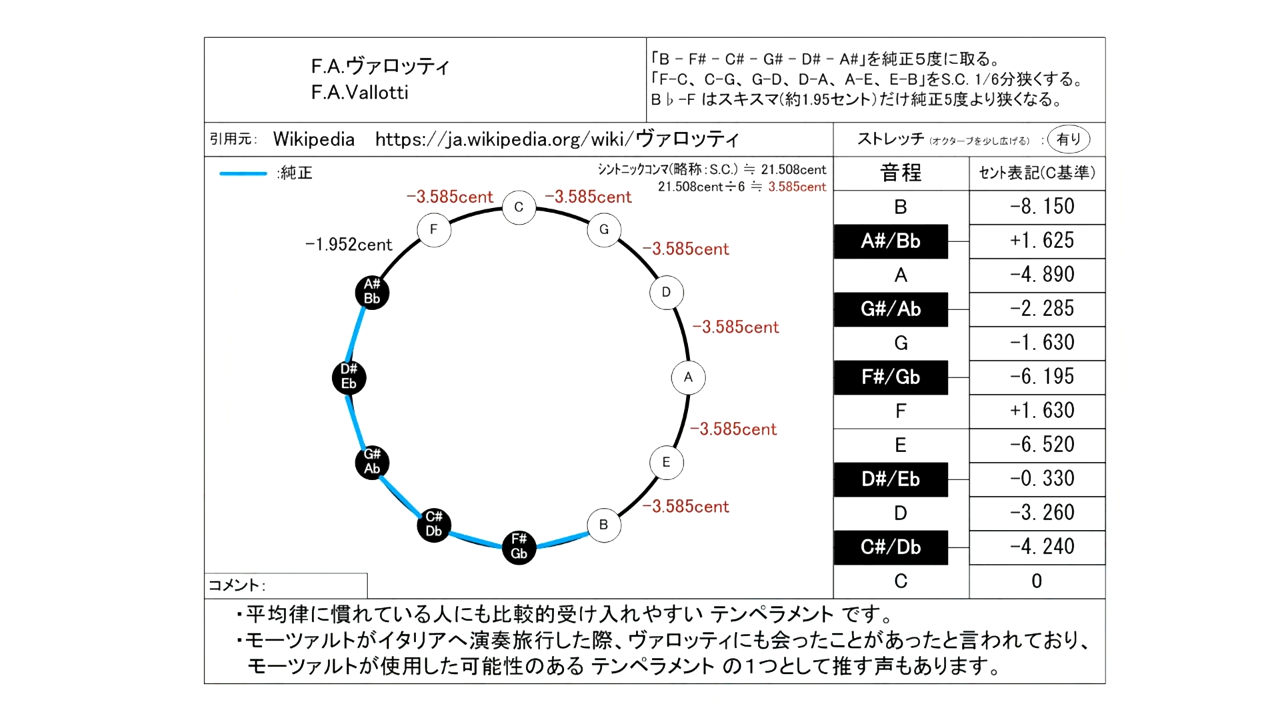 F.A.ヴァロッティ
F.A.Vallotti
「B - F# - C# - G# - D# - A#」を純正5度に取る。
「F-C、C-G、G-D、D-A、A-E、E-B」をS.C. 1/6分狭くする。
B♭-F はスキスマ(約1.95セント)だけ純正5度より狭くなる。
引用元： Wikipedia https://ja.wikipedia.org/wiki/ヴァロッティ
ストレッチ (オクターブを少し広げる) ： 有り
:純正
シントニックコンマ(略称：S.C.) ≒ 21.508cent
21.508cent÷6 ≒ 3.585cent
-3.585cent
-3.585cent
-1.952cent
-3.585cent
-3.585cent
-3.585cent
-3.585cent
C
F
G
A#
Bb
D
D#
Eb
A
G#
Ab
E
C#
Db
B
F#
Gb
音程 セント表記(C基準)
B -8.150
A#/Bb +1.625
A -4.890
G#/Ab -2.285
G -1.630
F#/Gb -6.195
F +1.630
E -6.520
D#/Eb -0.330
D -3.260
C#/Db -4.240
C 0
コメント：
・平均律に慣れている人にも比較的受け入れやすい テンペラメント です。
・モーツァルトがイタリアへ演奏旅行した際、ヴァロッティにも会ったことがあったと言われており、
モーツァルトが使用した可能性のある テンペラメント の１つとして推す声もあります。